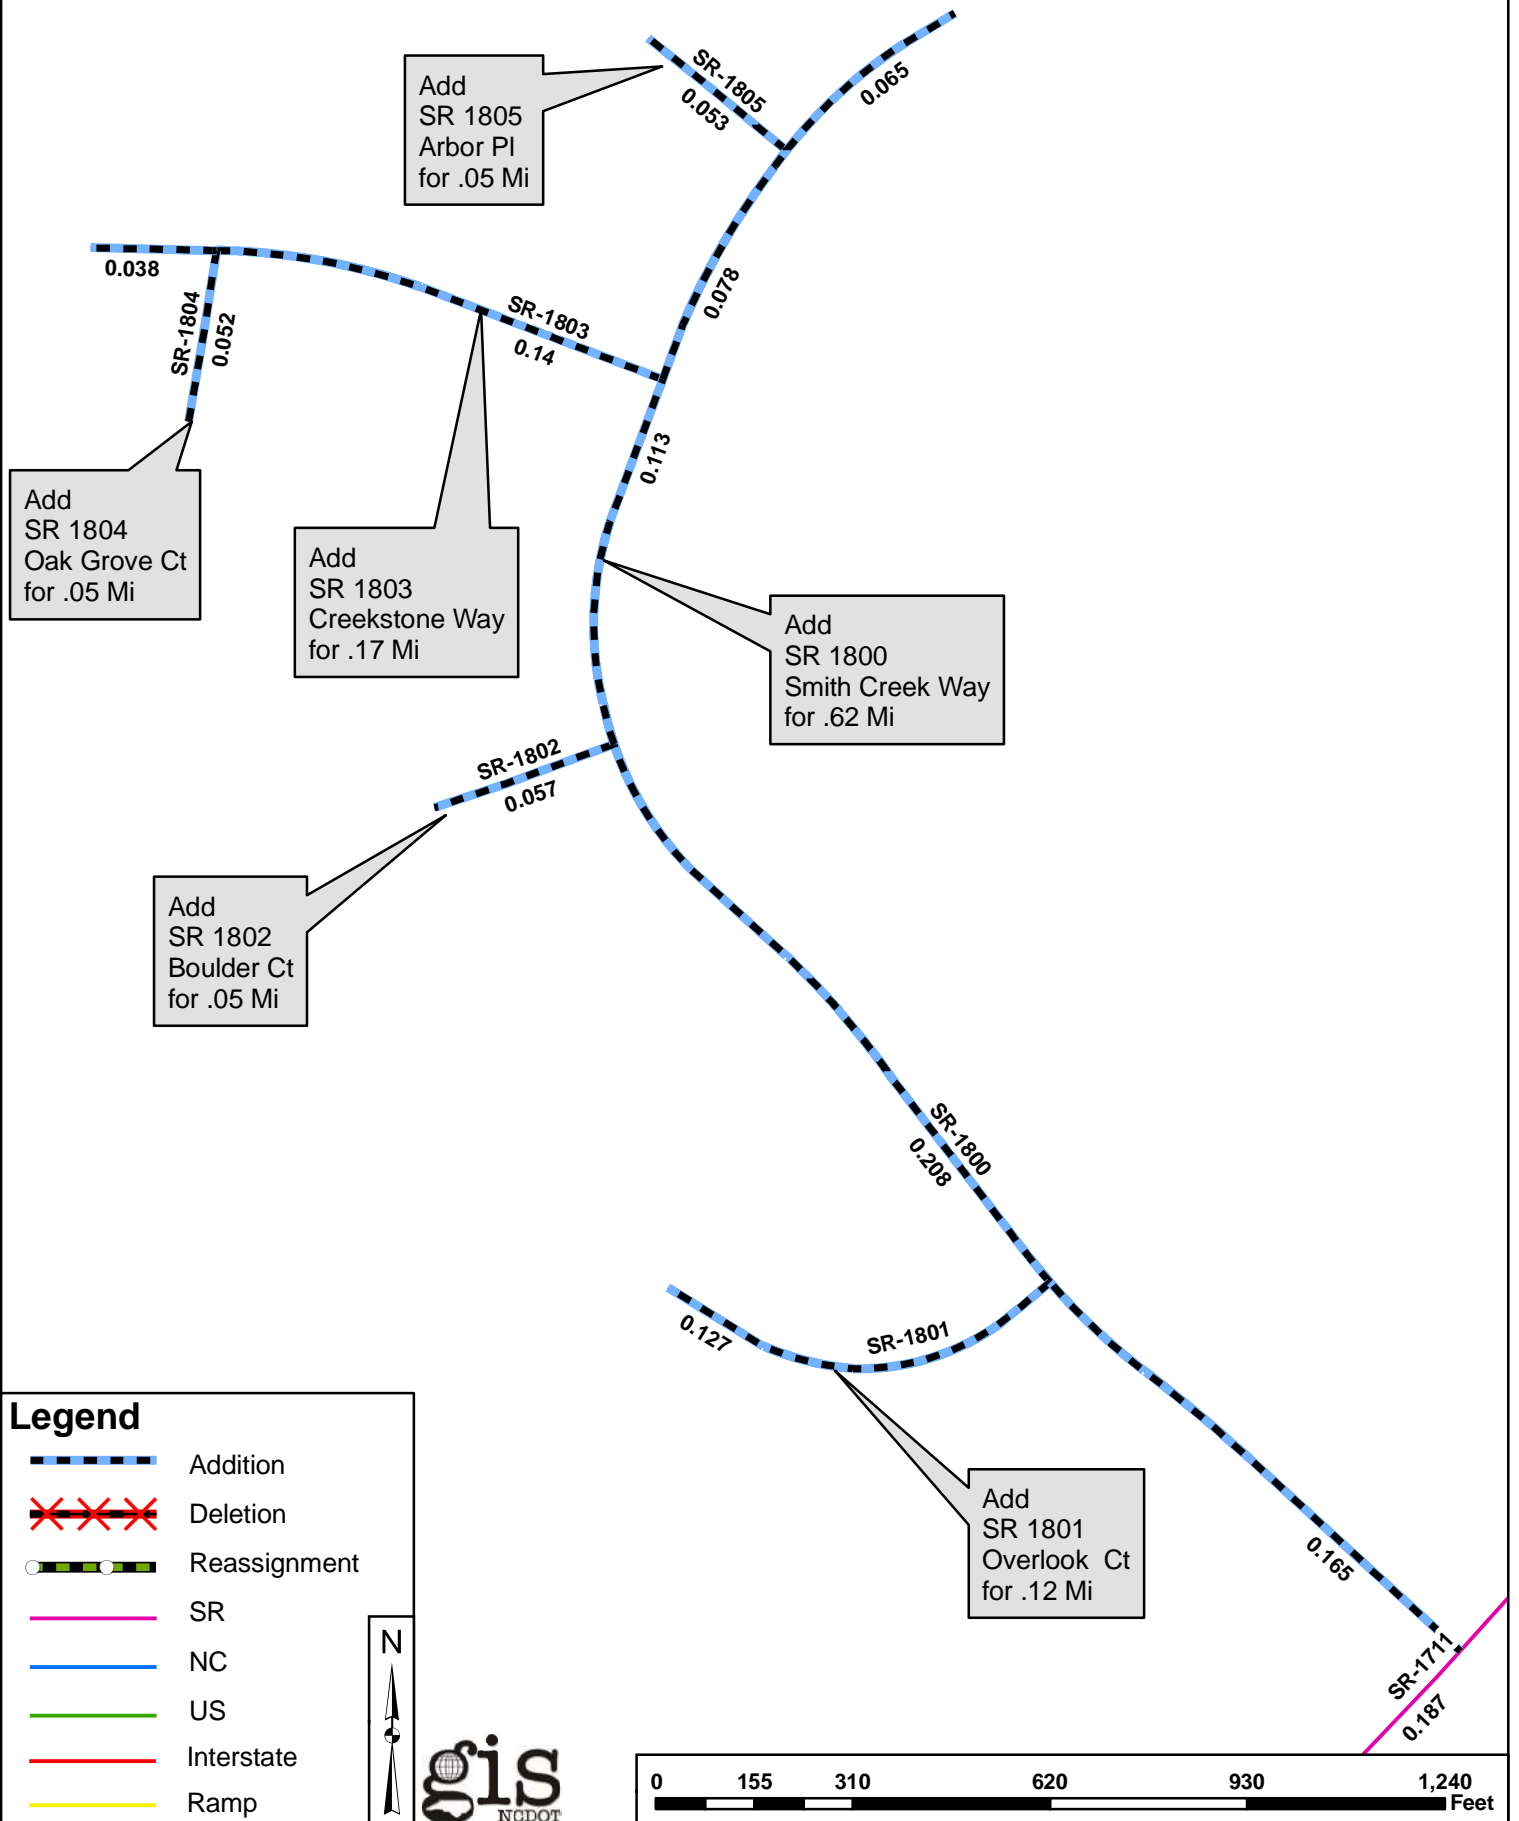 SR-1805
0.053
0.065
Add
SR 1805
Arbor Pl
for .05 Mi
0.038
SR-1804
0.052
SR-1803
0.14
0.078
0.113
Add
SR 1804
Oak Grove Ct
for .05 Mi
Add
SR 1803
Creekstone Way
for .17 Mi
Add
SR 1800
Smith Creek Way
for .62 Mi
SR-1802
0.057
Add
SR 1802
Boulder Ct
for .05 Mi
SR-1800
0.208
0.127
SR-1801
Add
SR 1801
Overlook  Ct
for .12 Mi
0.165
SR-1711
0.187
Legend
Addition
Deletion
Reassignment
SR
NC
US
Interstate
Ramp
N
gis
NCDOT
0 155 310 620 930 1,240
Feet